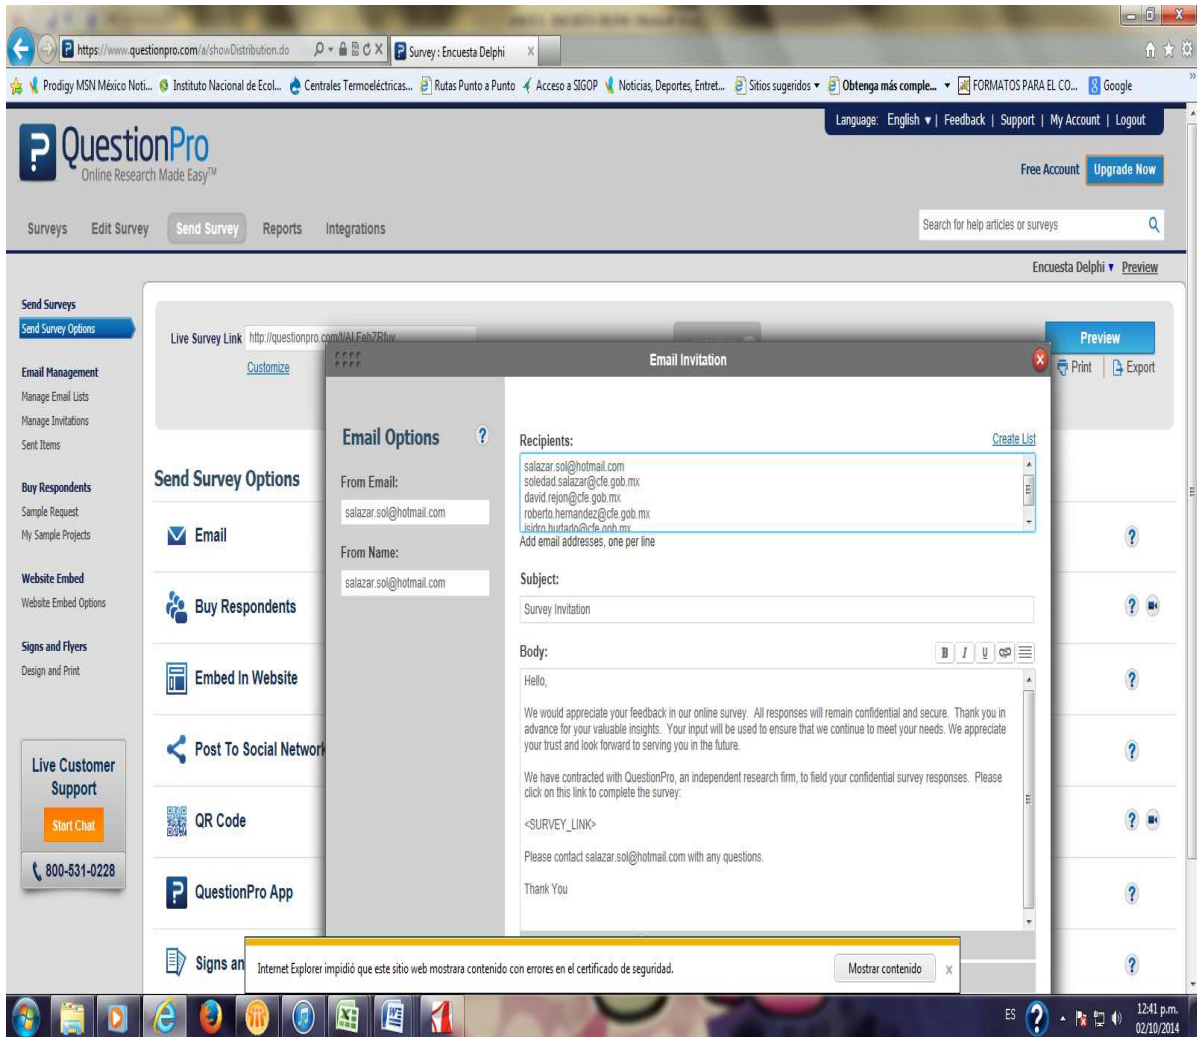 https://www.questionpro.com/a/showDistribution.do
Survey : Encuesta Delphi
Prodigy MSN México Noti...
Instituto Nacional de Ecol...
Centrales Termoeléctricas...
Rutas Punto a Punto
Acceso a SIGOP
Noticias, Deportes, Entret...
Sitios sugeridos
Obtenga más comple...
FORMATOS PARA EL CO...
Google
Language: English | Feedback | Support | My Account | Logout
QuestionPro
Online Research Made Easy™
Free Account
Upgrade Now
Surveys
Edit Survey
Send Survey
Reports
Integrations
Search for help articles or surveys
Encuesta Delphi
Preview
Send Surveys
Send Survey Options
Email Management
Manage Email Lists
Manage Invitations
Sent Items
Buy Respondents
Sample Request
My Sample Projects
Website Embed
Website Embed Options
Signs and Flyers
Design and Print
Live Customer
Support
Start Chat
800-531-0228
Live Survey Link
Customize
Preview
Print
Export
Send Survey Options
Email
Buy Respondents
Embed In Website
Post To Social Network
QR Code
QuestionPro App
Signs an
Email Invitation
Email Options
From Email:
salazar.sol@hotmail.com
From Name:
salazar.sol@hotmail.com
Recipients:
Create List
salazar.sol@hotmail.com
soledad.salazar@cfe.gob.mx
david.rejon@cfe.gob.mx
roberto.hernandez@cfe.gob.mx
isidro.hurtado@cfe.gob.mx
Add email addresses, one per line
Subject:
Survey Invitation
Body:
B I U
Hello,
We would appreciate your feedback in our online survey. All responses will remain confidential and secure. Thank you in
advance for your valuable insights. Your input will be used to ensure that we continue to meet your needs. We appreciate
your trust and look forward to serving you in the future.
We have contracted with QuestionPro, an independent research firm, to field your confidential survey responses. Please
click on this link to complete the survey:
<SURVEY_LINK>
Please contact salazar.sol@hotmail.com with any questions.
Thank You
Internet Explorer impidió que este sitio web mostrara contenido con errores en el certificado de seguridad.
Mostrar contenido
ES
12:41 p.m.
02/10/2014